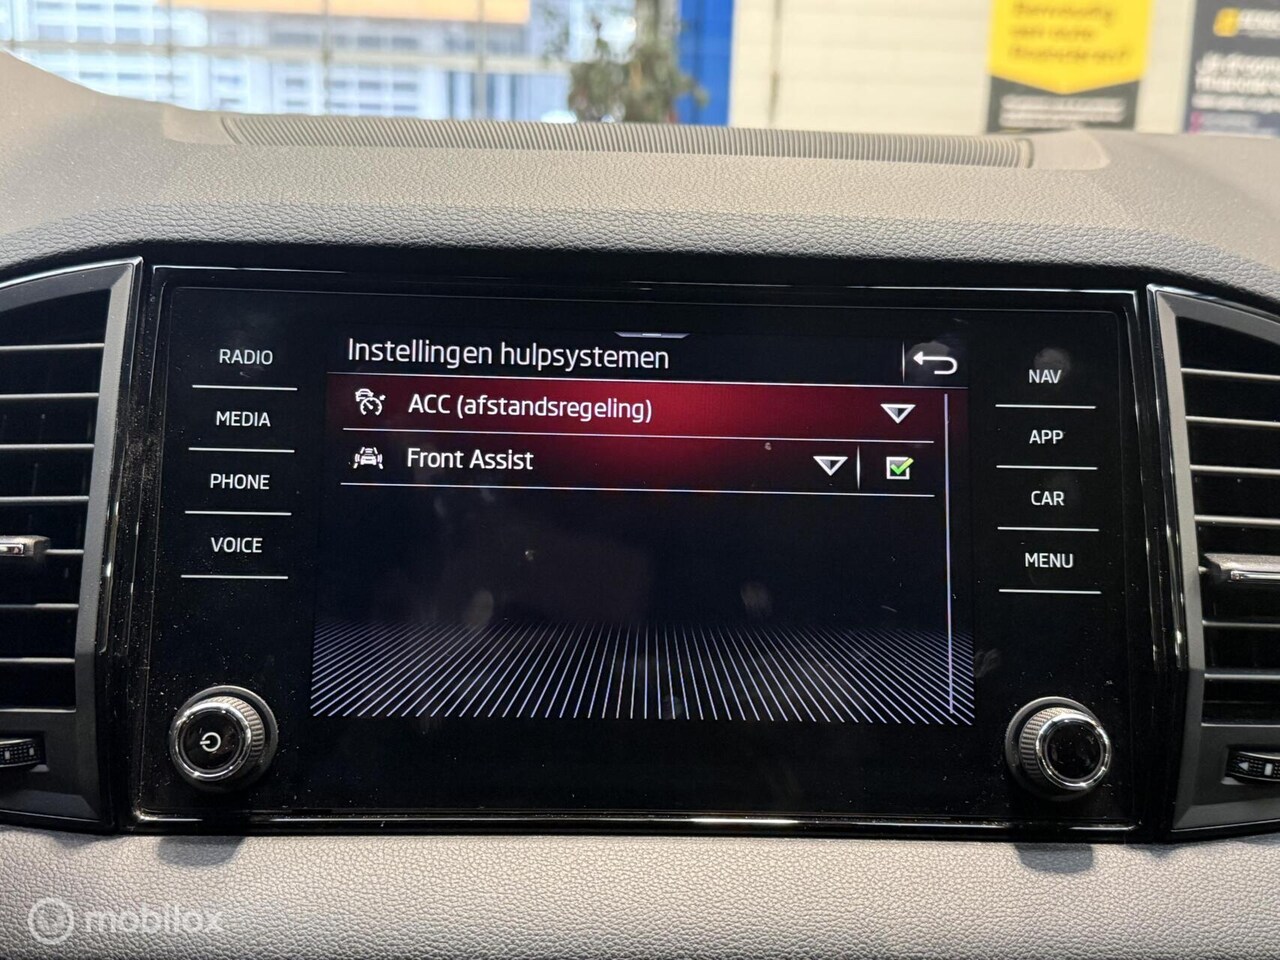 Instellingen hulpsystemen
ACC (afstandsregeling)
Front Assist
RADIO
MEDIA
PHONE
VOICE
NAV
APP
CAR
MENU
mobilox